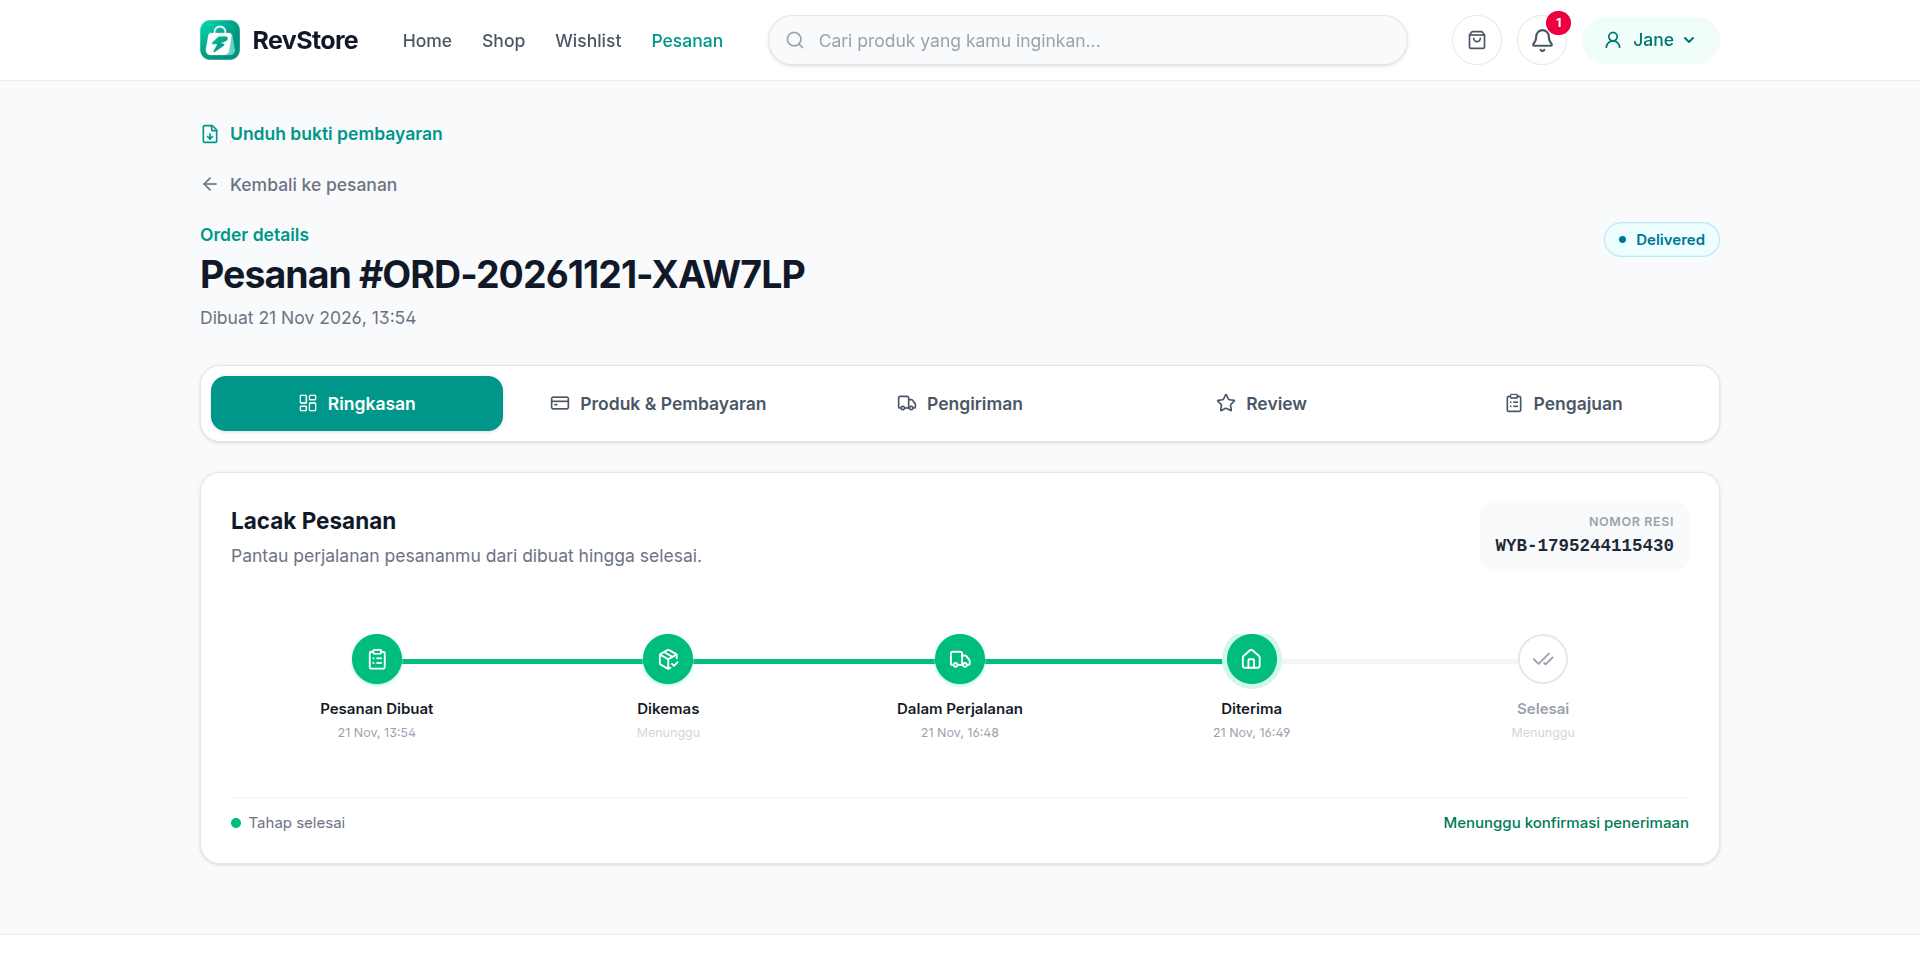 RevStore
Home
Shop
Wishlist
Pesanan
Cari produk yang kamu inginkan...
1
Jane
Unduh bukti pembayaran
Kembali ke pesanan
Order details
Delivered
Pesanan #ORD-20261121-XAW7LP
Dibuat 21 Nov 2026, 13:54
Ringkasan
Produk & Pembayaran
Pengiriman
Review
Pengajuan
Lacak Pesanan
Pantau perjalanan pesananmu dari dibuat hingga selesai.
NOMOR RESI
WYB-1795244115430
Pesanan Dibuat
21 Nov, 13:54
Dikemas
Menunggu
Dalam Perjalanan
21 Nov, 16:48
Diterima
21 Nov, 16:49
Selesai
Menunggu
Tahap selesai
Menunggu konfirmasi penerimaan